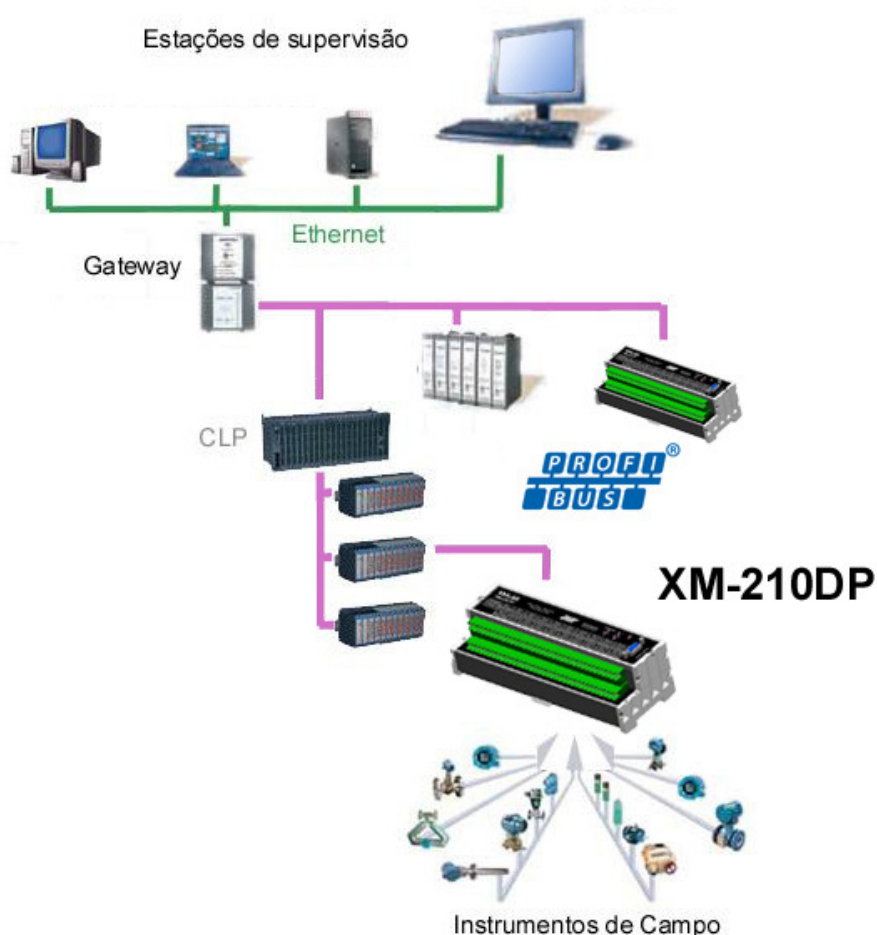 Estações de supervisão
Ethernet
Gateway
CLP
PROFI
BUS
®
XM-210DP
Instrumentos de Campo